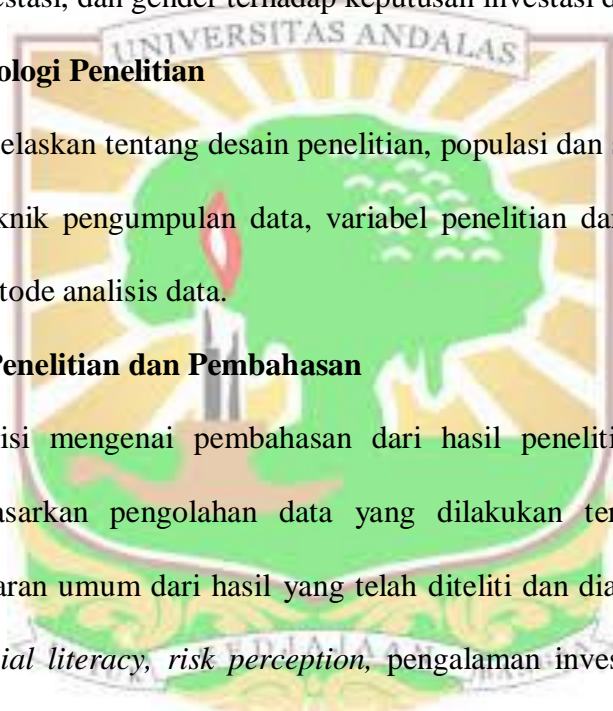 estasi, dan gender terhadap keputusan investasi d
UNIVERSITAS ANDALAS
ologi Penelitian
elaskan tentang desain penelitian, populasi dan
knik pengumpulan data, variabel penelitian da
tode analisis data.
Penelitian dan Pembahasan
isi mengenai pembahasan dari hasil peneliti
asarkan pengolahan data yang dilakukan ter
aran umum dari hasil yang telah diteliti dan dia
ial literacy, risk perception, pengalaman inves